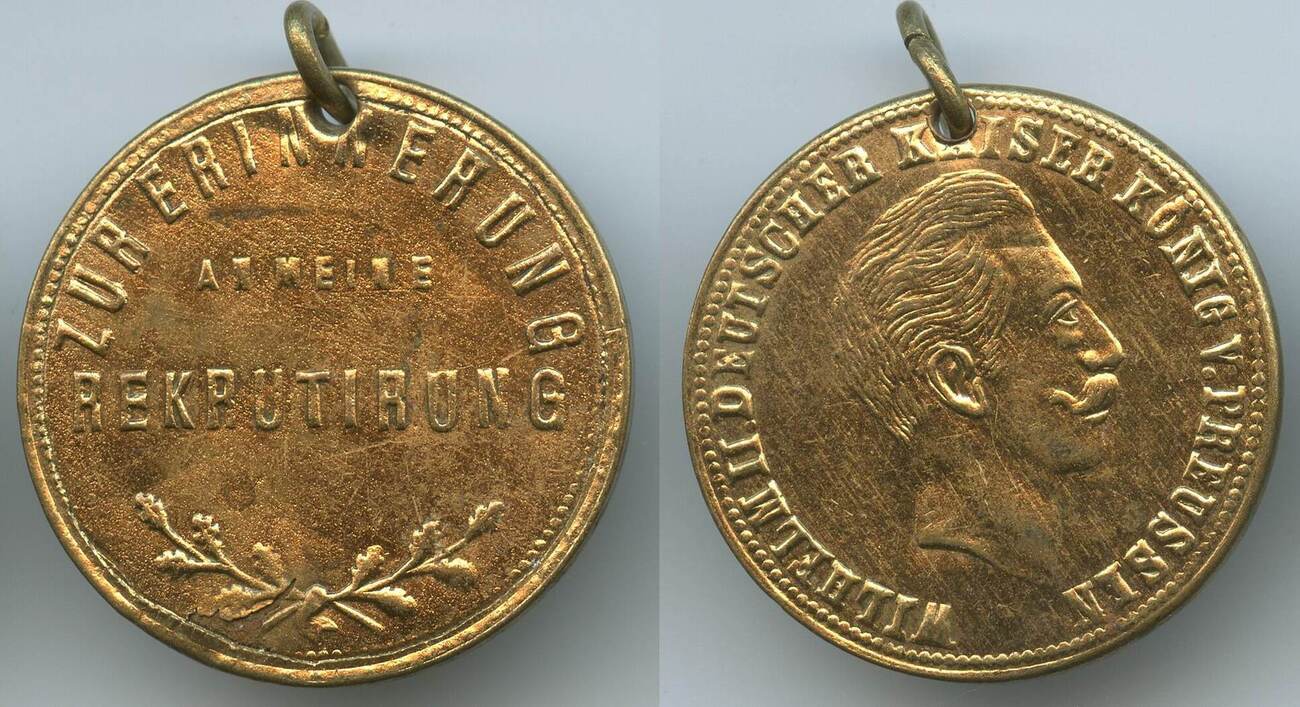 ZUR ERINNERUNG
AN MEINE
REKRUTIRUNG
WILHELM II. DEUTSCHER KAISER KÖNIG V. PREUSSEN